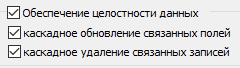 Обеспечение целостности данных
каскадное обновление связанных полей
каскадное удаление связанных записей